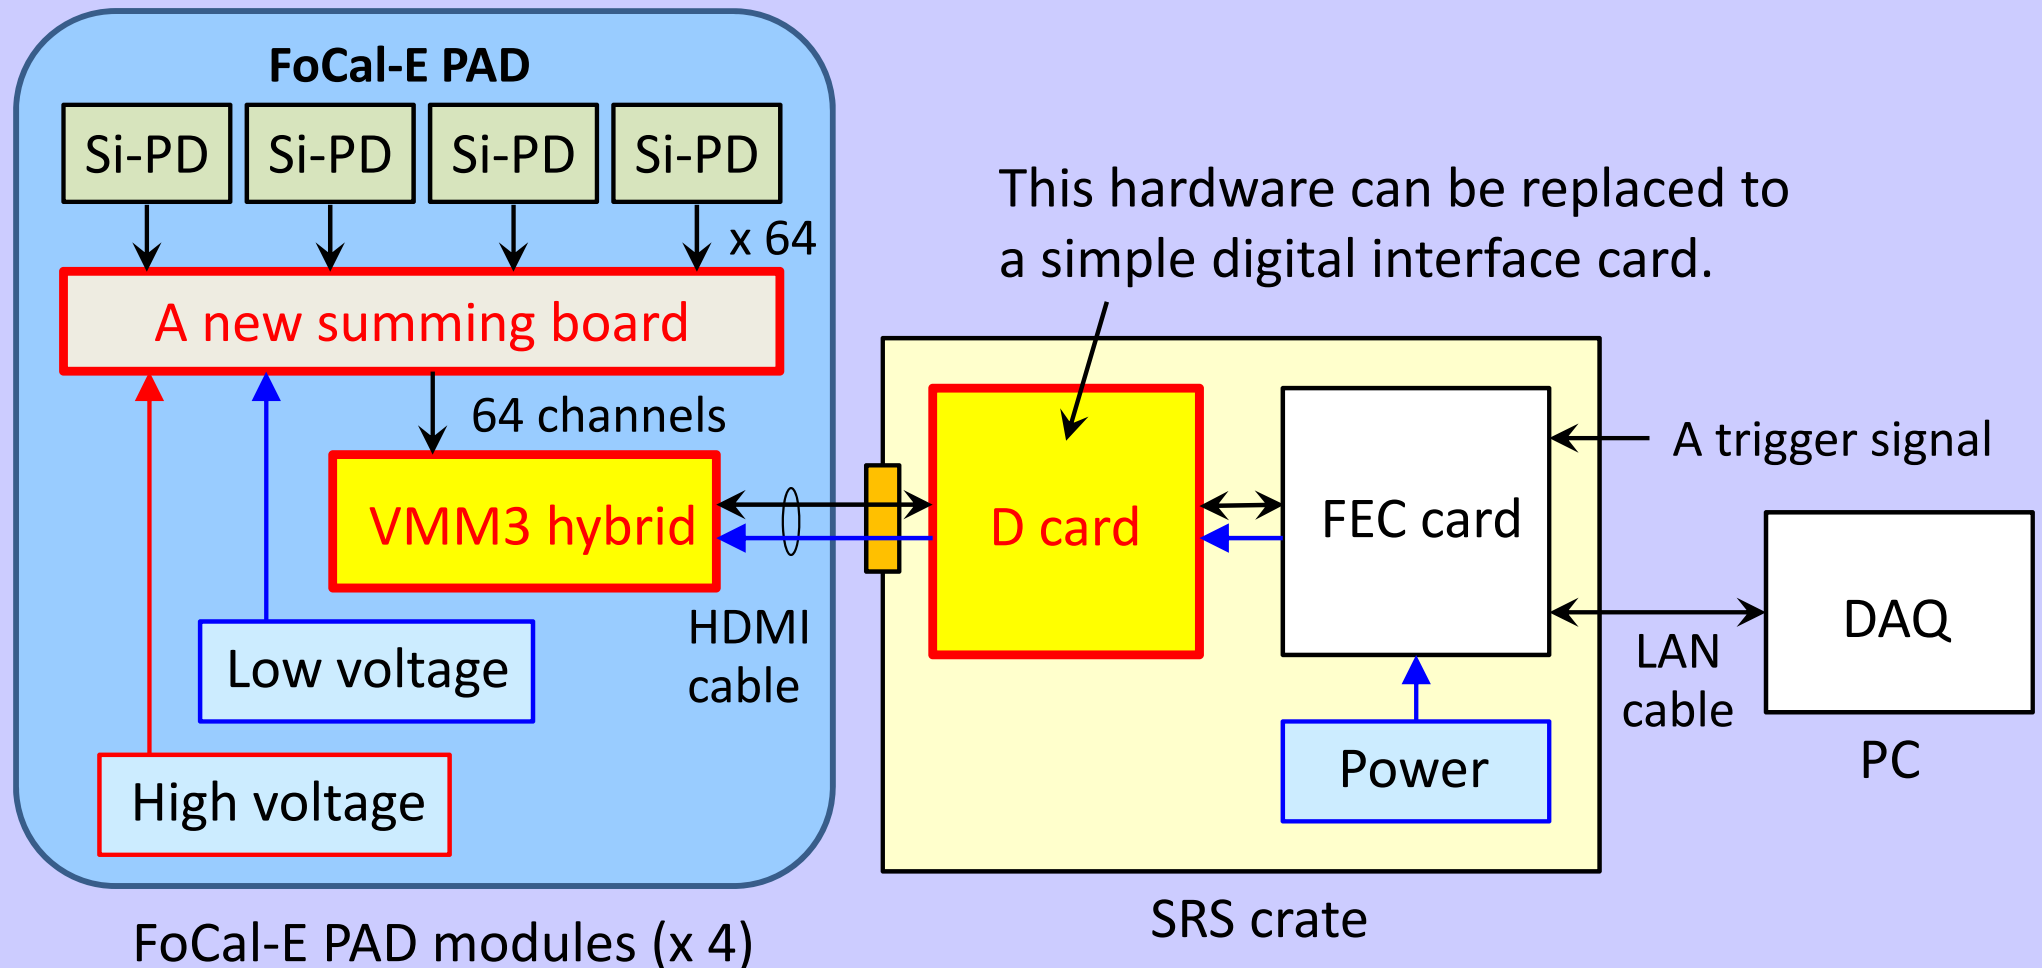 FoCal-E PAD
Si-PD
Si-PD
Si-PD
Si-PD
x 64
A new summing board
64 channels
VMM3 hybrid
Low voltage
High voltage
HDMI
cable
FoCal-E PAD modules (x 4)
This hardware can be replaced to
a simple digital interface card.
D card
FEC card
Power
SRS crate
A trigger signal
LAN
cable
DAQ
PC